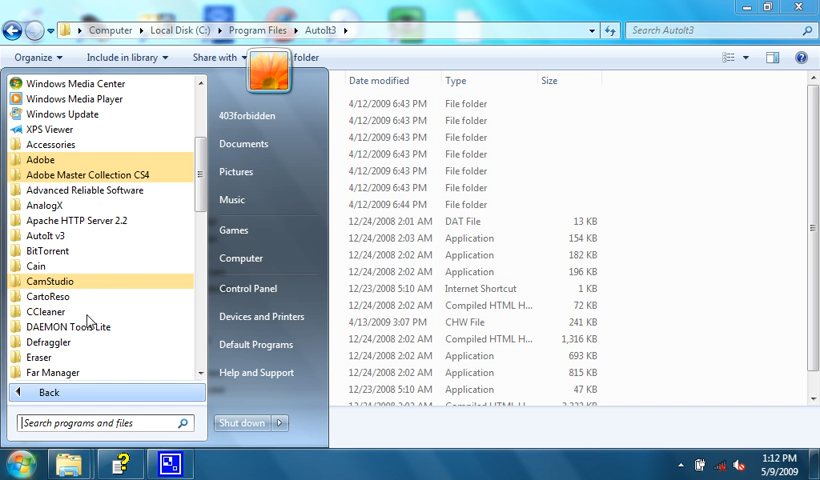 Computer ▸ Local Disk (C:) ▸ Program Files ▸ AutoIt3 ▸
Search AutoIt3
Organize
Include in library
Share with
folder
Windows Media Center
Windows Media Player
Windows Update
XPS Viewer
Accessories
Adobe
Adobe Master Collection CS4
Advanced Reliable Software
AnalogX
Apache HTTP Server 2.2
AutoIt v3
BitTorrent
Cain
CamStudio
CartoReso
CCleaner
DAEMON Tools Lite
Defraggler
Eraser
Far Manager
Back
Search programs and files
403forbidden
Documents
Pictures
Music
Games
Computer
Control Panel
Devices and Printers
Default Programs
Help and Support
Shut down
Date modified Type Size
4/12/2009 6:43 PM File folder
4/12/2009 6:43 PM File folder
4/12/2009 6:43 PM File folder
4/12/2009 6:43 PM File folder
4/12/2009 6:43 PM File folder
4/12/2009 6:43 PM File folder
4/12/2009 6:44 PM File folder
12/24/2008 2:01 AM DAT File 13 KB
12/24/2008 2:03 AM Application 154 KB
12/24/2008 2:02 AM Application 182 KB
12/24/2008 2:02 AM Application 196 KB
12/23/2008 5:10 AM Internet Shortcut 1 KB
12/24/2008 2:02 AM Compiled HTML H... 72 KB
4/13/2009 3:07 PM CHW File 241 KB
12/24/2008 2:02 AM Compiled HTML H... 1,316 KB
12/24/2008 2:02 AM Application 693 KB
12/24/2008 2:02 AM Application 815 KB
12/23/2008 5:10 AM Application 47 KB
1:12 PM
5/9/2009